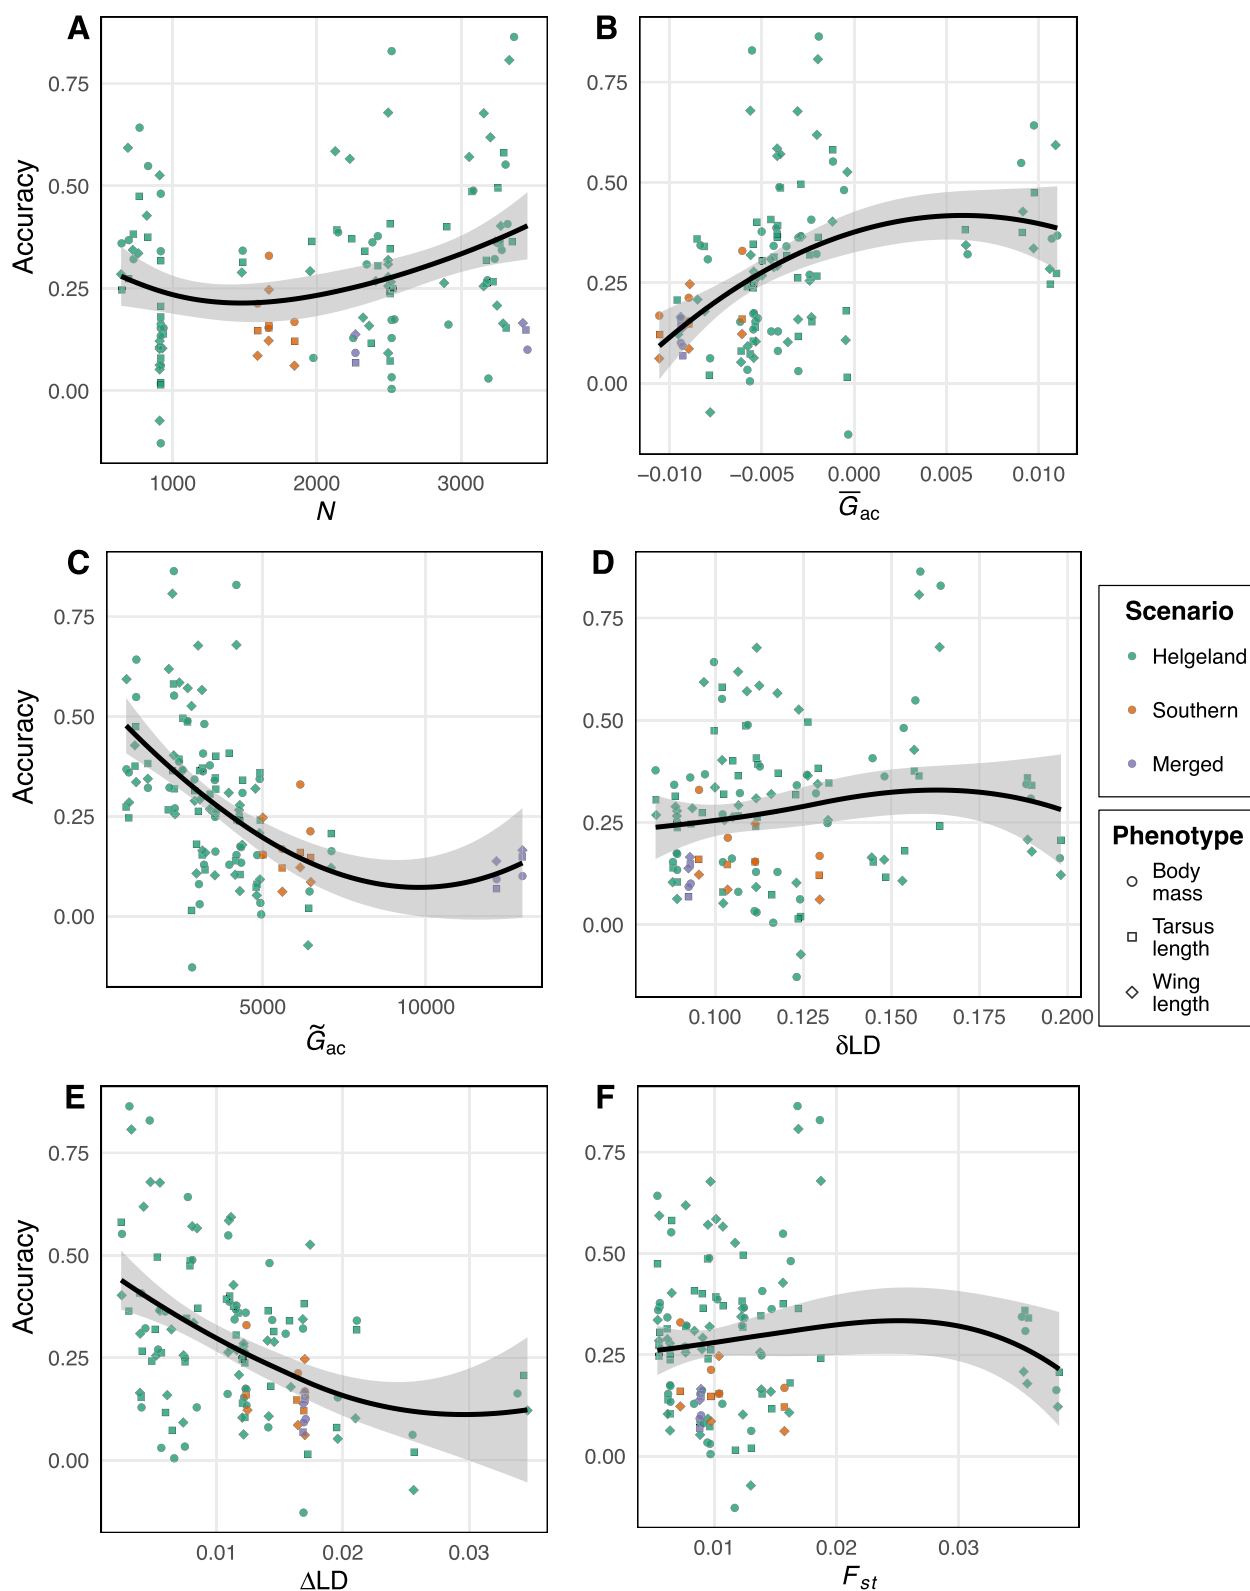 A
B
Accuracy
0.75
0.50
0.25
0.00
1000
2000
3000
N
0.75
0.50
0.25
0.00
−0.010
−0.005
0.000
0.005
0.010
G̅ac
C
D
Accuracy
0.75
0.50
0.25
0.00
5000
10000
G̃ac
0.75
0.50
0.25
0.00
0.100
0.125
0.150
0.175
0.200
δLD
Scenario
Helgeland
Southern
Merged
Phenotype
Body
mass
Tarsus
length
Wing
length
E
F
Accuracy
0.75
0.50
0.25
0.00
0.01
0.02
0.03
ΔLD
0.75
0.50
0.25
0.00
0.01
0.02
0.03
Fst